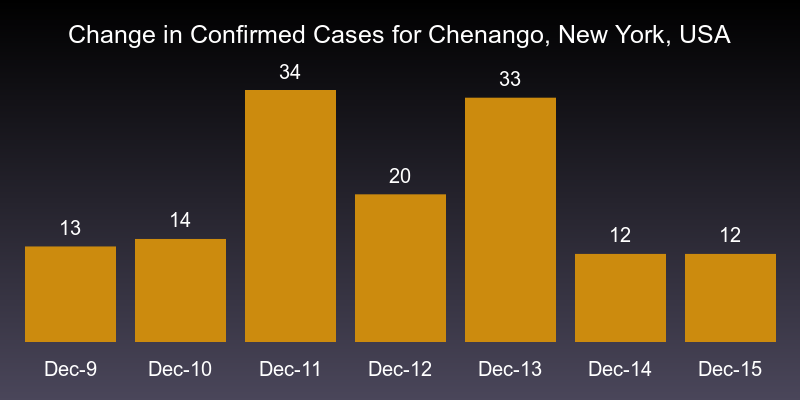 Change in Confirmed Cases for Chenango, New York, USA
34
33
20
14
13
12
12
Dec-9
Dec-10
Dec-11
Dec-12
Dec-13
Dec-14
Dec-15